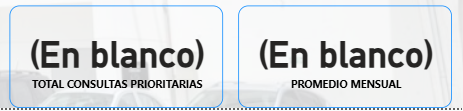 (En blanco) (En blanco)
TOTAL CONSULTAS PRIORITARIAS PROMEDIO MENSUAL